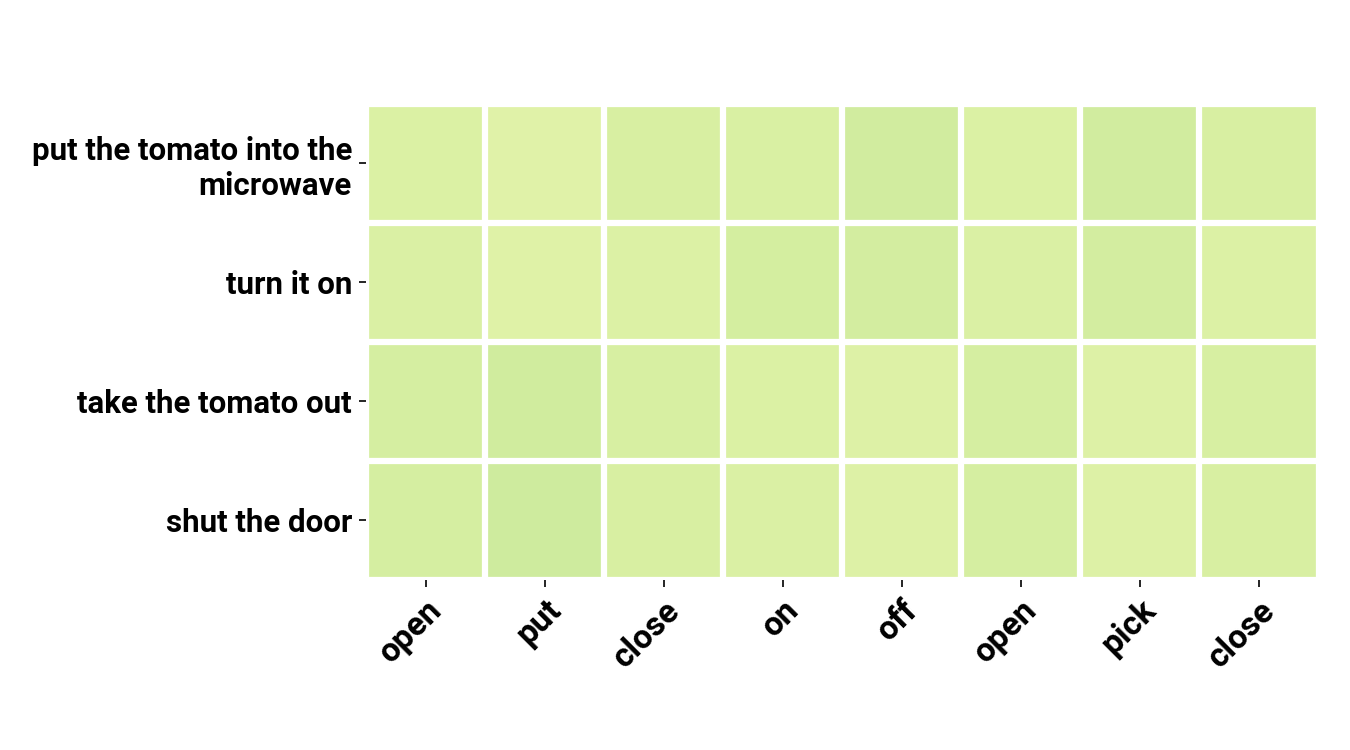 put the tomato into the
microwave
turn it on
take the tomato out
shut the door
open
put
close
on
off
open
pick
close